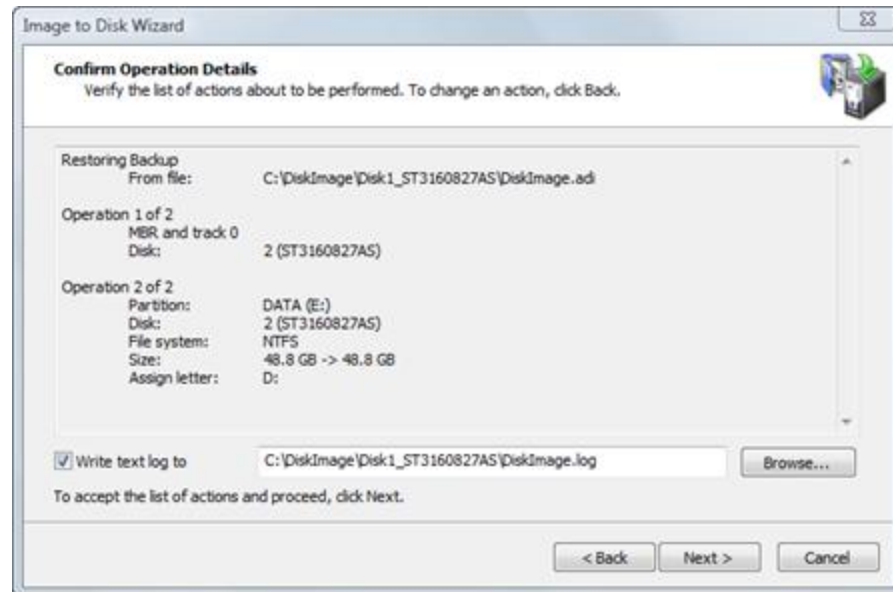 Image to Disk Wizard
Confirm Operation Details
Verify the list of actions about to be performed. To change an action, click Back.
Restoring Backup
From file: C:\DiskImage\Disk1_ST3160827AS\DiskImage.adi
Operation 1 of 2
MBR and track 0
Disk: 2 (ST3160827AS)
Operation 2 of 2
Partition: DATA (E:)
Disk: 2 (ST3160827AS)
File system: NTFS
Size: 48.8 GB -> 48.8 GB
Assign letter: D:
Write text log to C:\DiskImage\Disk1_ST3160827AS\DiskImage.log Browse...
To accept the list of actions and proceed, click Next.
< Back Next > Cancel